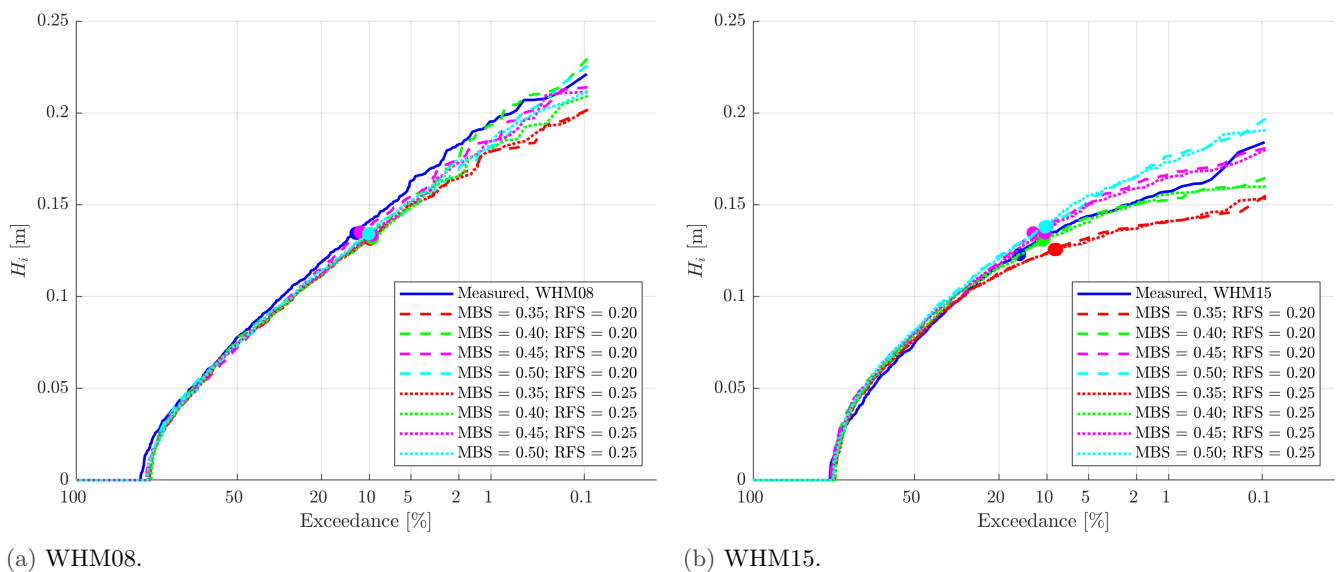 0.25
0.2
0.15
0.1
0.05
0
H_i [m]
100 50 20 10 5 2 1 0.1
Exceedance [%]
Measured, WHM08
MBS = 0.35; RFS = 0.20
MBS = 0.40; RFS = 0.20
MBS = 0.45; RFS = 0.20
MBS = 0.50; RFS = 0.20
MBS = 0.35; RFS = 0.25
MBS = 0.40; RFS = 0.25
MBS = 0.45; RFS = 0.25
MBS = 0.50; RFS = 0.25
(a) WHM08.
0.25
0.2
0.15
0.1
0.05
0
H_i [m]
100 50 20 10 5 2 1 0.1
Exceedance [%]
Measured, WHM15
MBS = 0.35; RFS = 0.20
MBS = 0.40; RFS = 0.20
MBS = 0.45; RFS = 0.20
MBS = 0.50; RFS = 0.20
MBS = 0.35; RFS = 0.25
MBS = 0.40; RFS = 0.25
MBS = 0.45; RFS = 0.25
MBS = 0.50; RFS = 0.25
(b) WHM15.